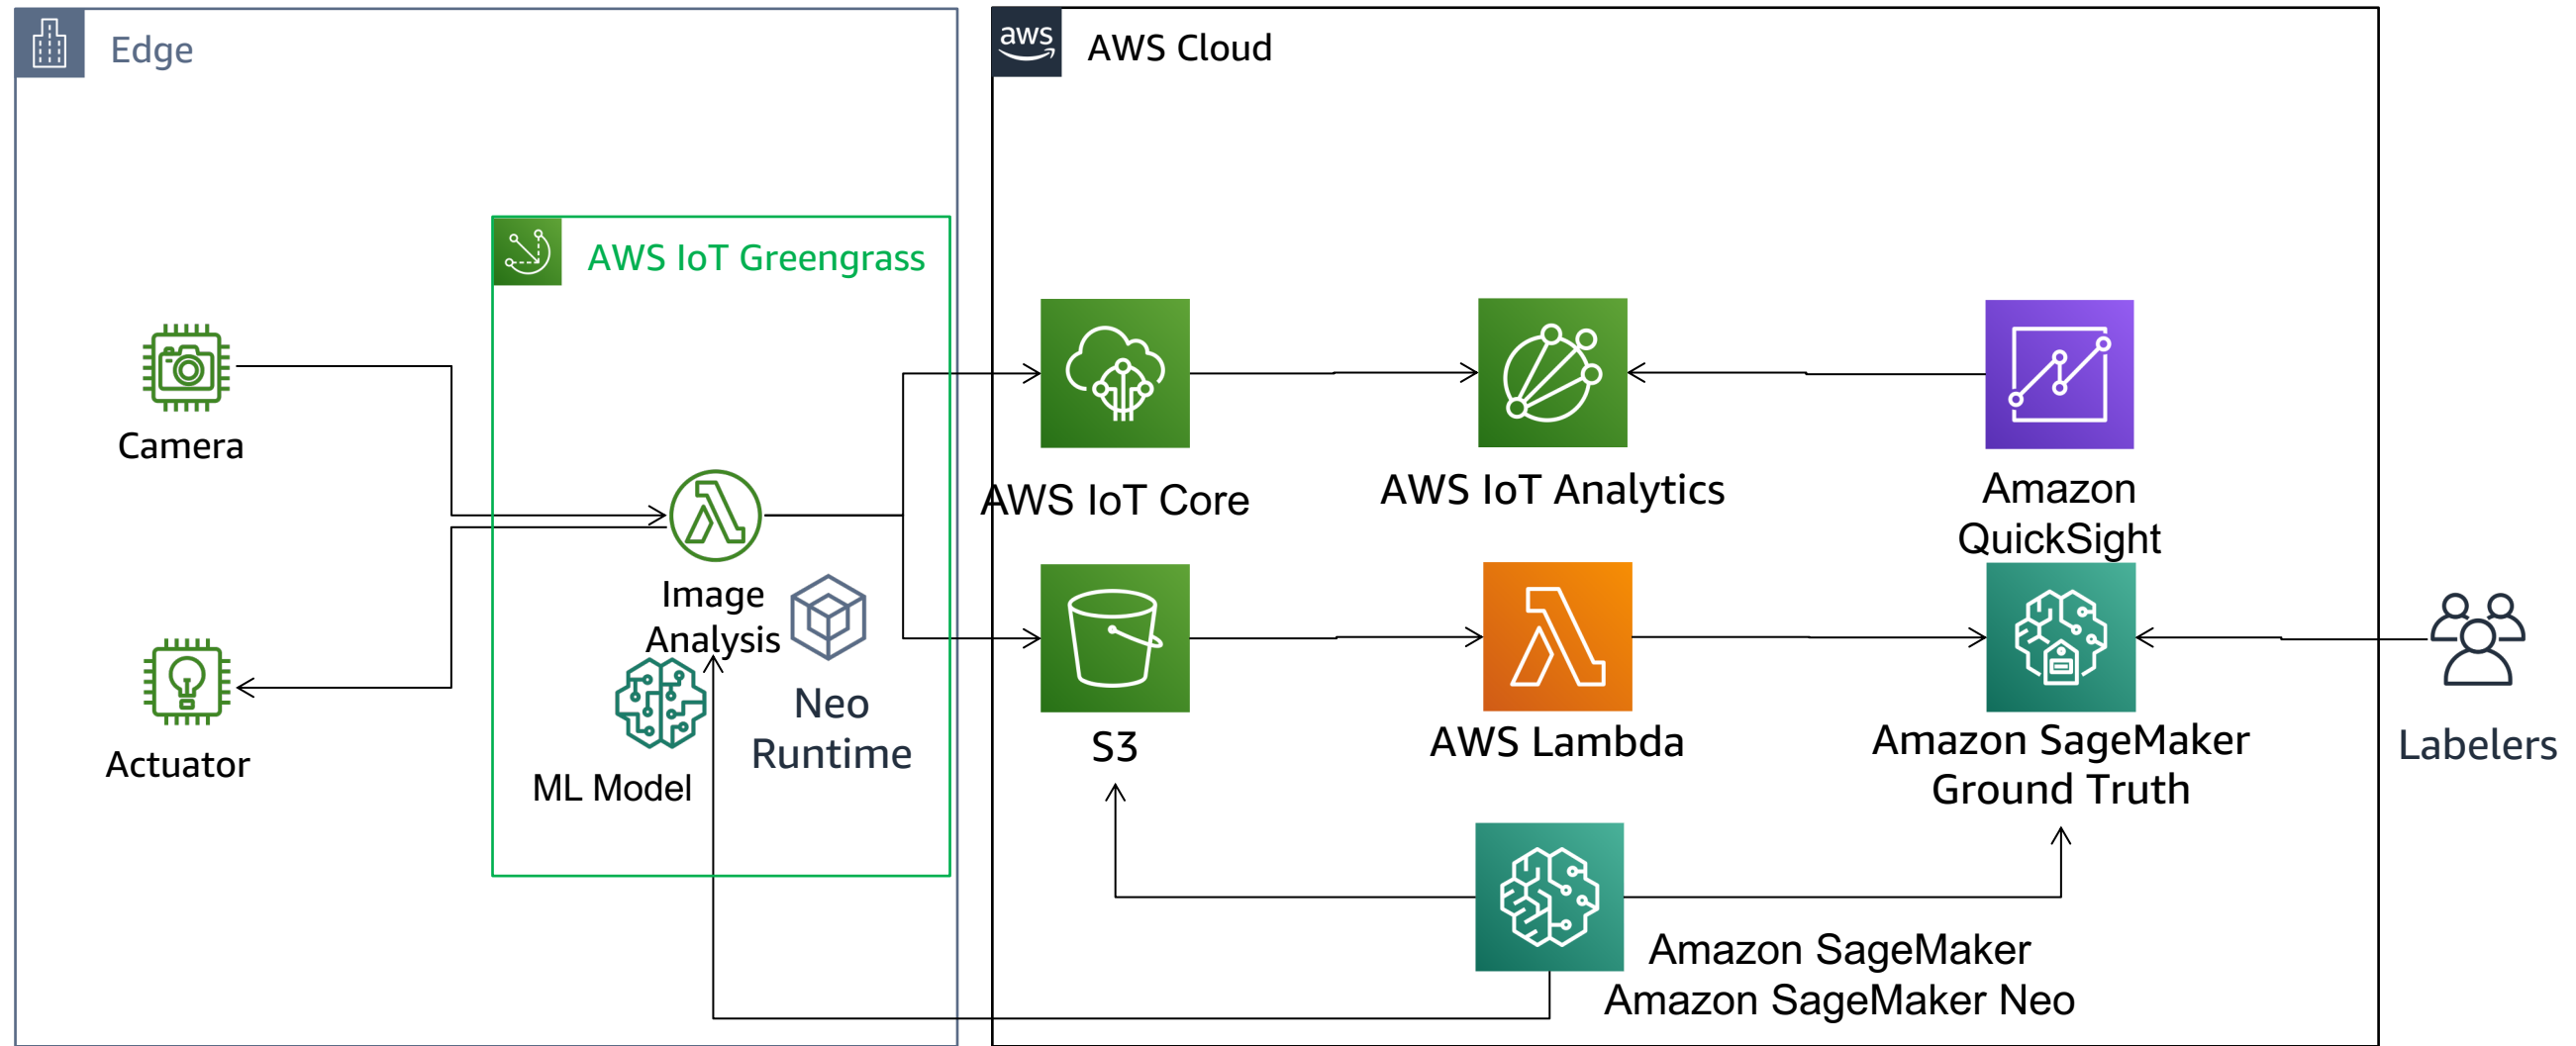 Edge
aws
AWS Cloud
AWS IoT Greengrass
Camera
AWS IoT Core
AWS IoT Analytics
Amazon
QuickSight
Image
Analysis
Neo
Runtime
ML Model
Actuator
S3
AWS Lambda
Amazon SageMaker
Ground Truth
Labelers
Amazon SageMaker
Amazon SageMaker Neo